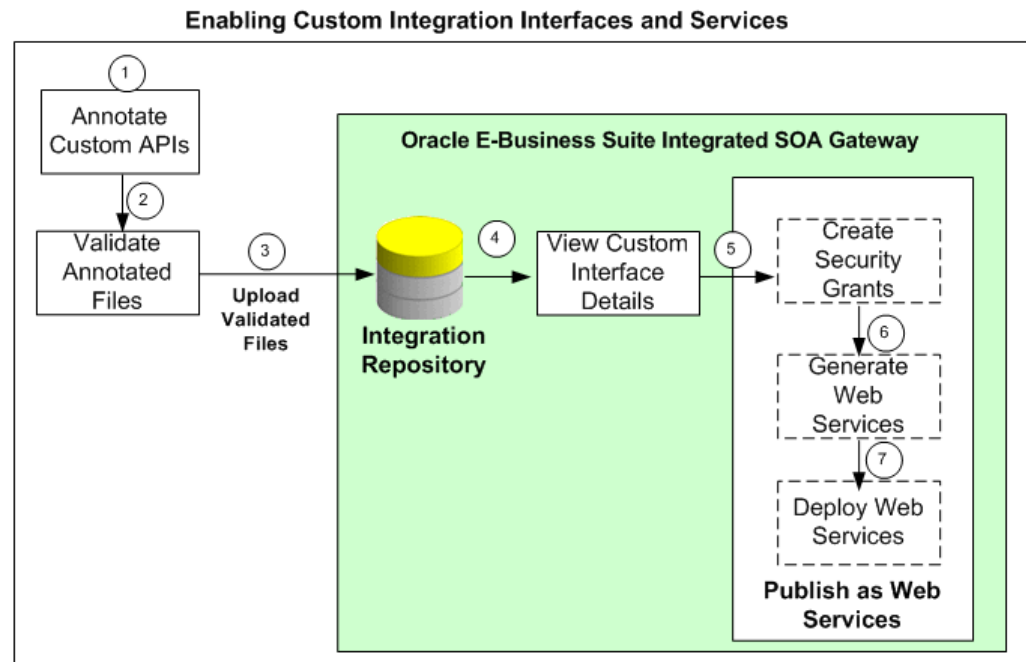 Enabling Custom Integration Interfaces and Services
1
Annotate
Custom APIs
2
Validate
Annotated
Files
3
Upload
Validated
Files
Oracle E-Business Suite Integrated SOA Gateway
Integration
Repository
4
View Custom
Interface
Details
5
Create
Security
Grants
6
Generate
Web
Services
7
Deploy Web
Services
Publish as Web
Services